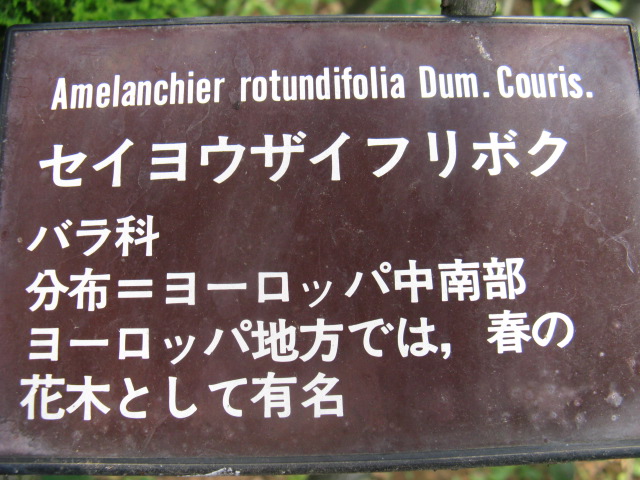 Amelanchier rotundifolia Dum. Couris.
セイヨウザイフリボク
バラ科
分布＝ヨーロッパ中南部
ヨーロッパ地方では，春の
花木として有名